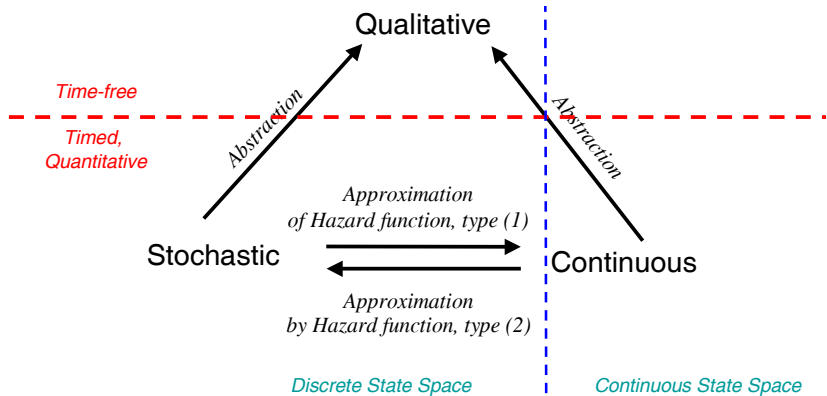 Qualitative
Time-free
Timed,
Quantitative
Abstraction
Abstraction
Approximation
of Hazard function, type (1)
Stochastic
Continuous
Approximation
by Hazard function, type (2)
Discrete State Space
Continuous State Space